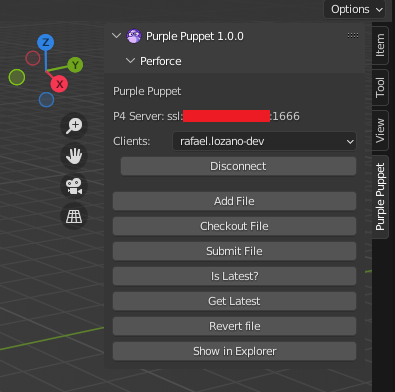 Options
Purple Puppet 1.0.0
Perforce
Purple Puppet
P4 Server: ssl: :1666
Clients: rafael.lozano-dev
Disconnect
Add File
Checkout File
Submit File
Is Latest?
Get Latest
Revert file
Show in Explorer
Item
Tool
View
Purple Puppet
Z
Y
X